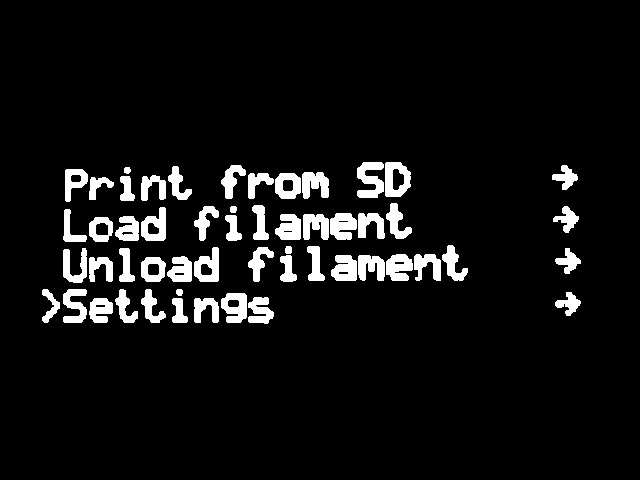 Print from SD →
Load filament →
Unload filament →
>Settings →